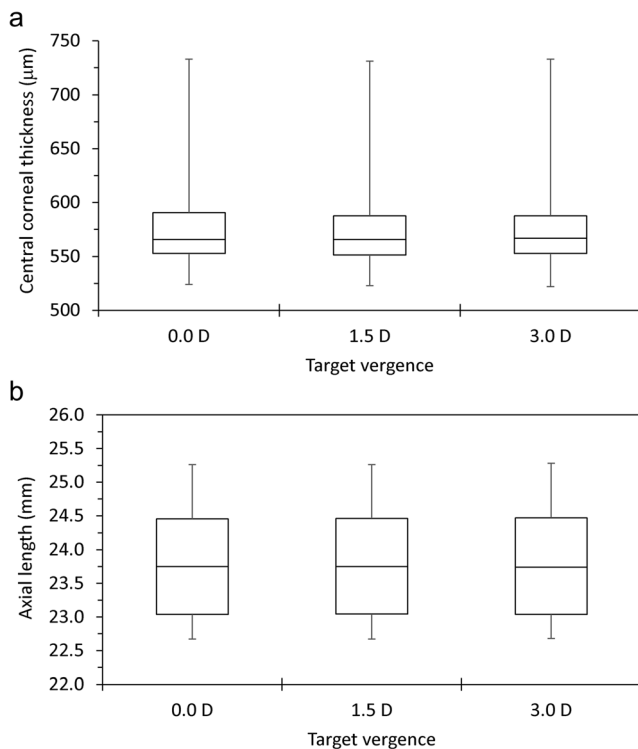 a
Central corneal thickness (µm)
750
700
650
600
550
500
0.0 D 1.5 D 3.0 D
Target vergence
b
Axial length (mm)
26.0
25.5
25.0
24.5
24.0
23.5
23.0
22.5
22.0
0.0 D 1.5 D 3.0 D
Target vergence